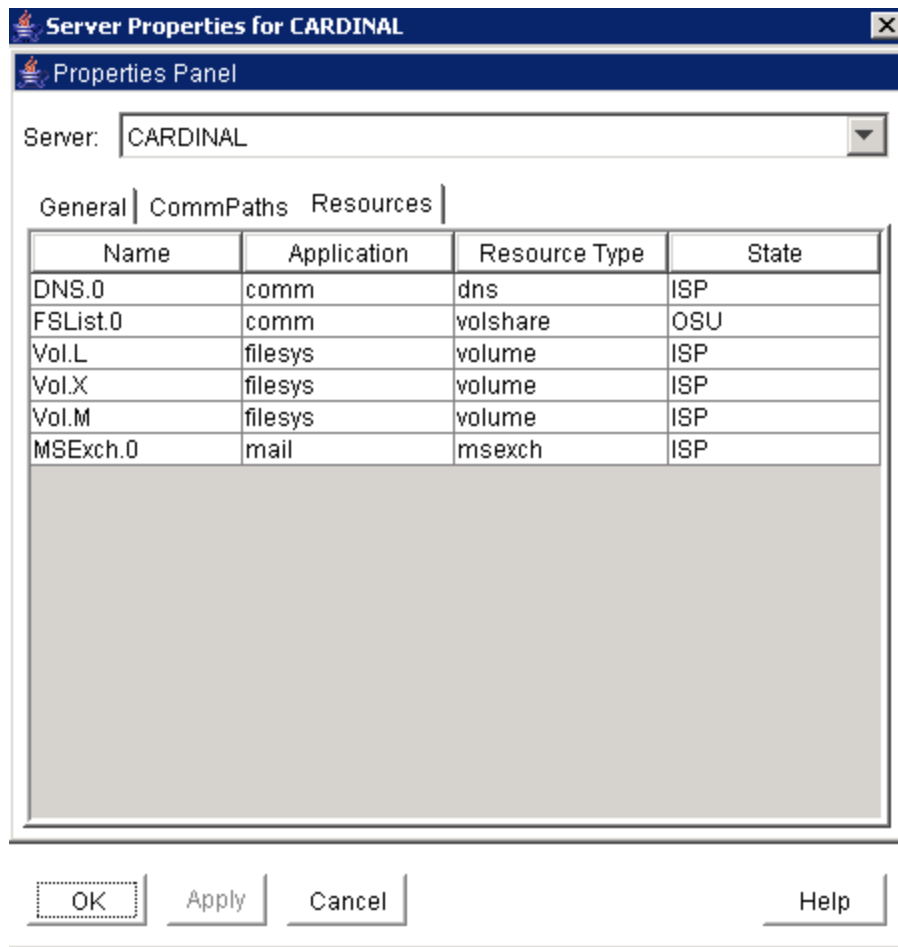 Server Properties for CARDINAL
Properties Panel
Server: CARDINAL
General CommPaths Resources
Name Application Resource Type State
DNS.0 comm dns ISP
FSList.0 comm volshare OSU
Vol.L filesys volume ISP
Vol.X filesys volume ISP
Vol.M filesys volume ISP
MSExch.0 mail msexch ISP
OK Apply Cancel Help